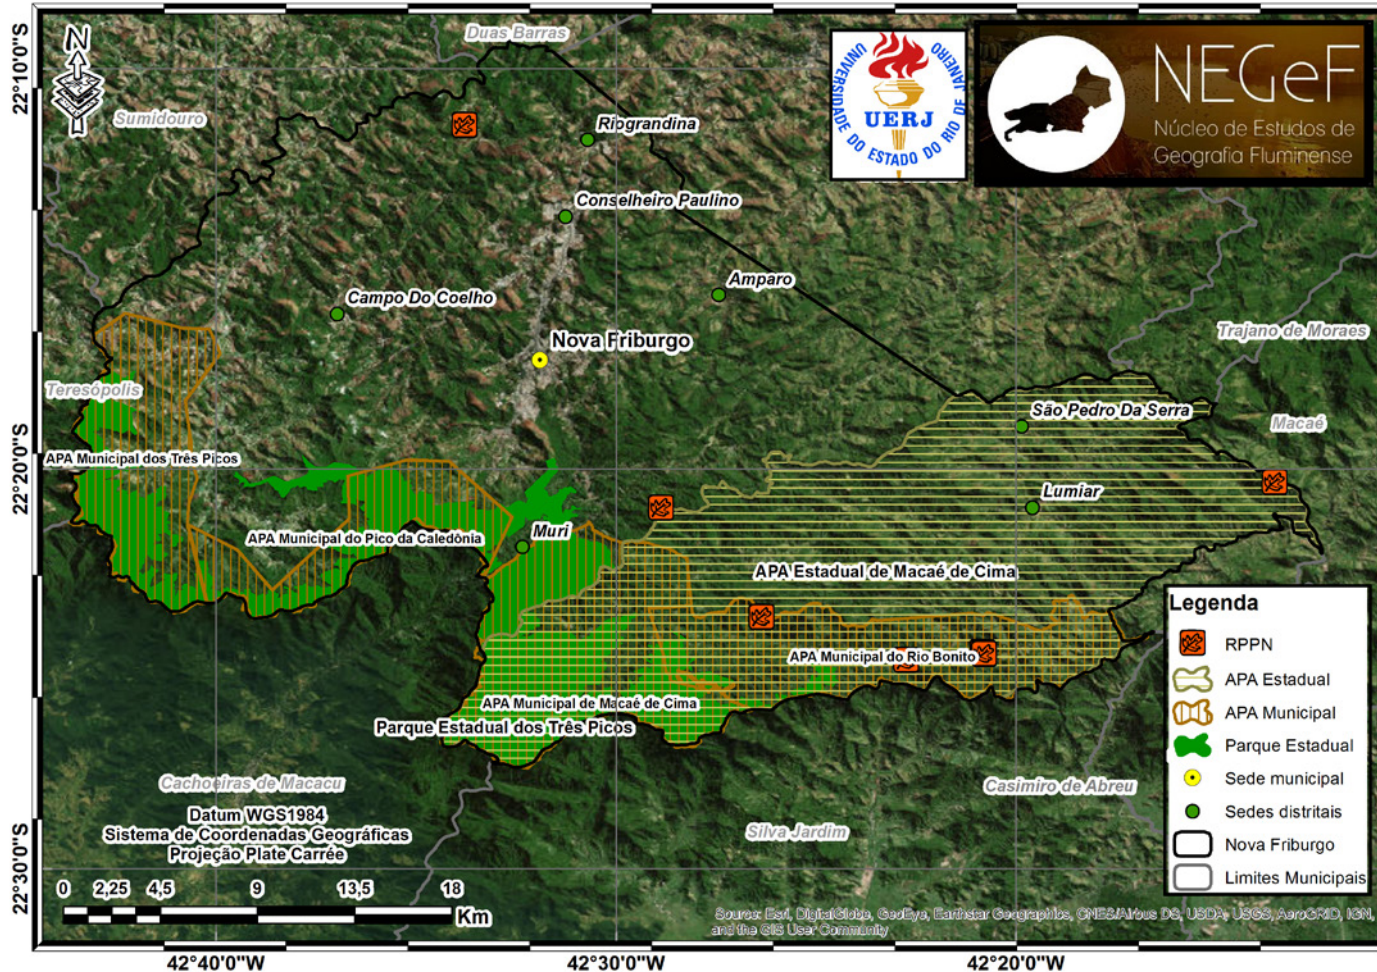 22°10'0"S
22°20'0"S
22°30'0"S
N
Duas Barras
Sumidouro
Riograndina
Conselheiro Paulino
Amparo
Campo Do Coelho
Nova Friburgo
Trajano de Moraes
Teresópolis
São Pedro Da Serra
Macaé
APA Municipal dos Três Picos
Lumiar
Muri
APA Municipal do Pico da Caledônia
APA Estadual de Macaé de Cima
APA Municipal do Rio Bonito
APA Municipal de Macaé de Cima
Parque Estadual dos Três Picos
Cachoeiras de Macacu
Casimiro de Abreu
Silva Jardim
UNIVERSIDADE DO ESTADO DO RIO DE JANEIRO
UERJ
NEGeF
Núcleo de Estudos de
Geografia Fluminense
Legenda
RPPN
APA Estadual
APA Municipal
Parque Estadual
Sede municipal
Sedes distritais
Nova Friburgo
Limites Municipais
Datum WGS1984
Sistema de Coordenadas Geográficas
Projeção Plate Carrée
0 2,25 4,5 9 13,5 18
Km
Source: Esri, DigitalGlobe, GeoEye, Earthstar Geographics, CNES/Airbus DS, USDA, USGS, AeroGRID, IGN,
and the GIS User Community
42°40'0"W 42°30'0"W 42°20'0"W